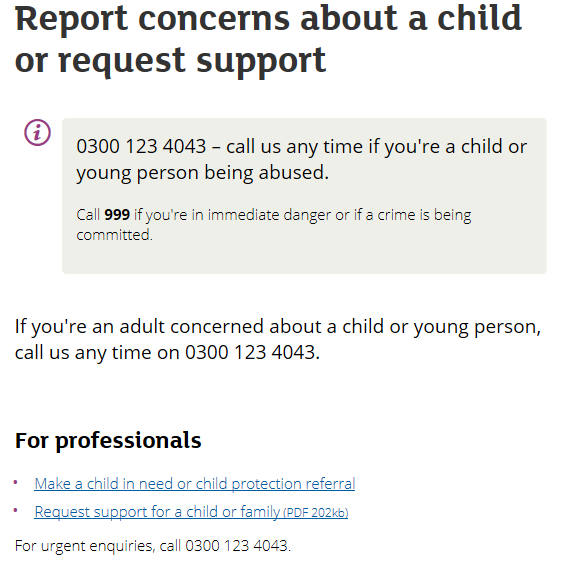 Report concerns about a child
or request support
0300 123 4043 – call us any time if you're a child or
young person being abused.
Call 999 if you're in immediate danger or if a crime is being
committed.
If you're an adult concerned about a child or young person,
call us any time on 0300 123 4043.
For professionals
• Make a child in need or child protection referral
• Request support for a child or family (PDF 202kb)
For urgent enquiries, call 0300 123 4043.